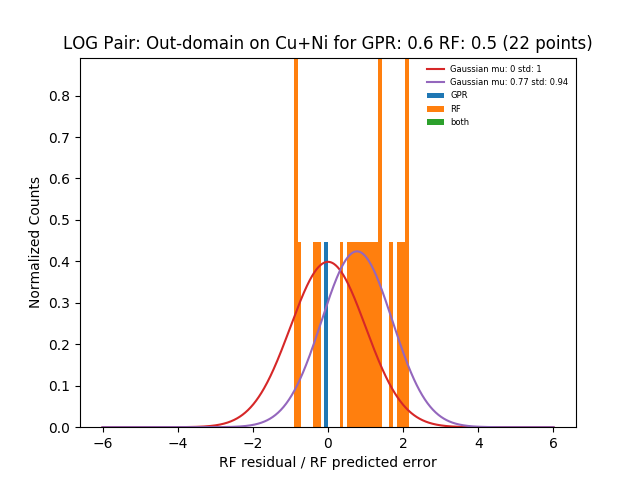 LOG Pair: Out-domain on Cu+Ni for GPR: 0.6 RF: 0.5 (22 points)
Gaussian mu: 0 std: 1
Gaussian mu: 0.77 std: 0.94
GPR
RF
both
Normalized Counts
0.8
0.7
0.6
0.5
0.4
0.3
0.2
0.1
0.0
−6 −4 −2 0 2 4 6
RF residual / RF predicted error